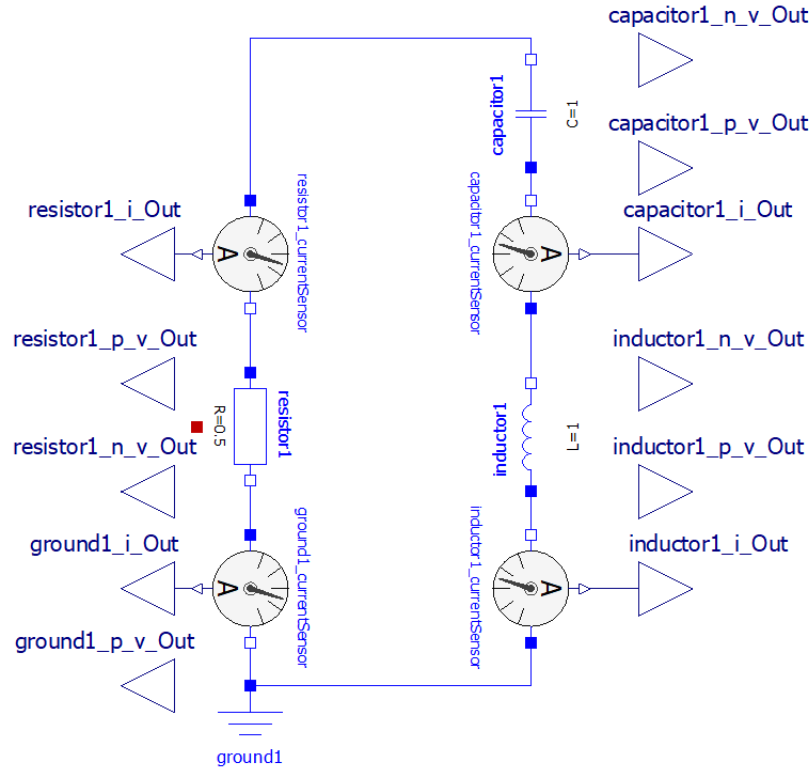 capacitor1_n_v_Out
capacitor1
C=1
capacitor1_p_v_Out
resistor1_i_Out
A
resistor1_currentSensor
capacitor1_currentSensor
A
capacitor1_i_Out
resistor1_p_v_Out
R=0.5
resistor1
inductor1
L=1
inductor1_n_v_Out
resistor1_n_v_Out
inductor1_p_v_Out
ground1_i_Out
A
ground1_currentSensor
inductor1_currentSensor
A
inductor1_i_Out
ground1_p_v_Out
ground1